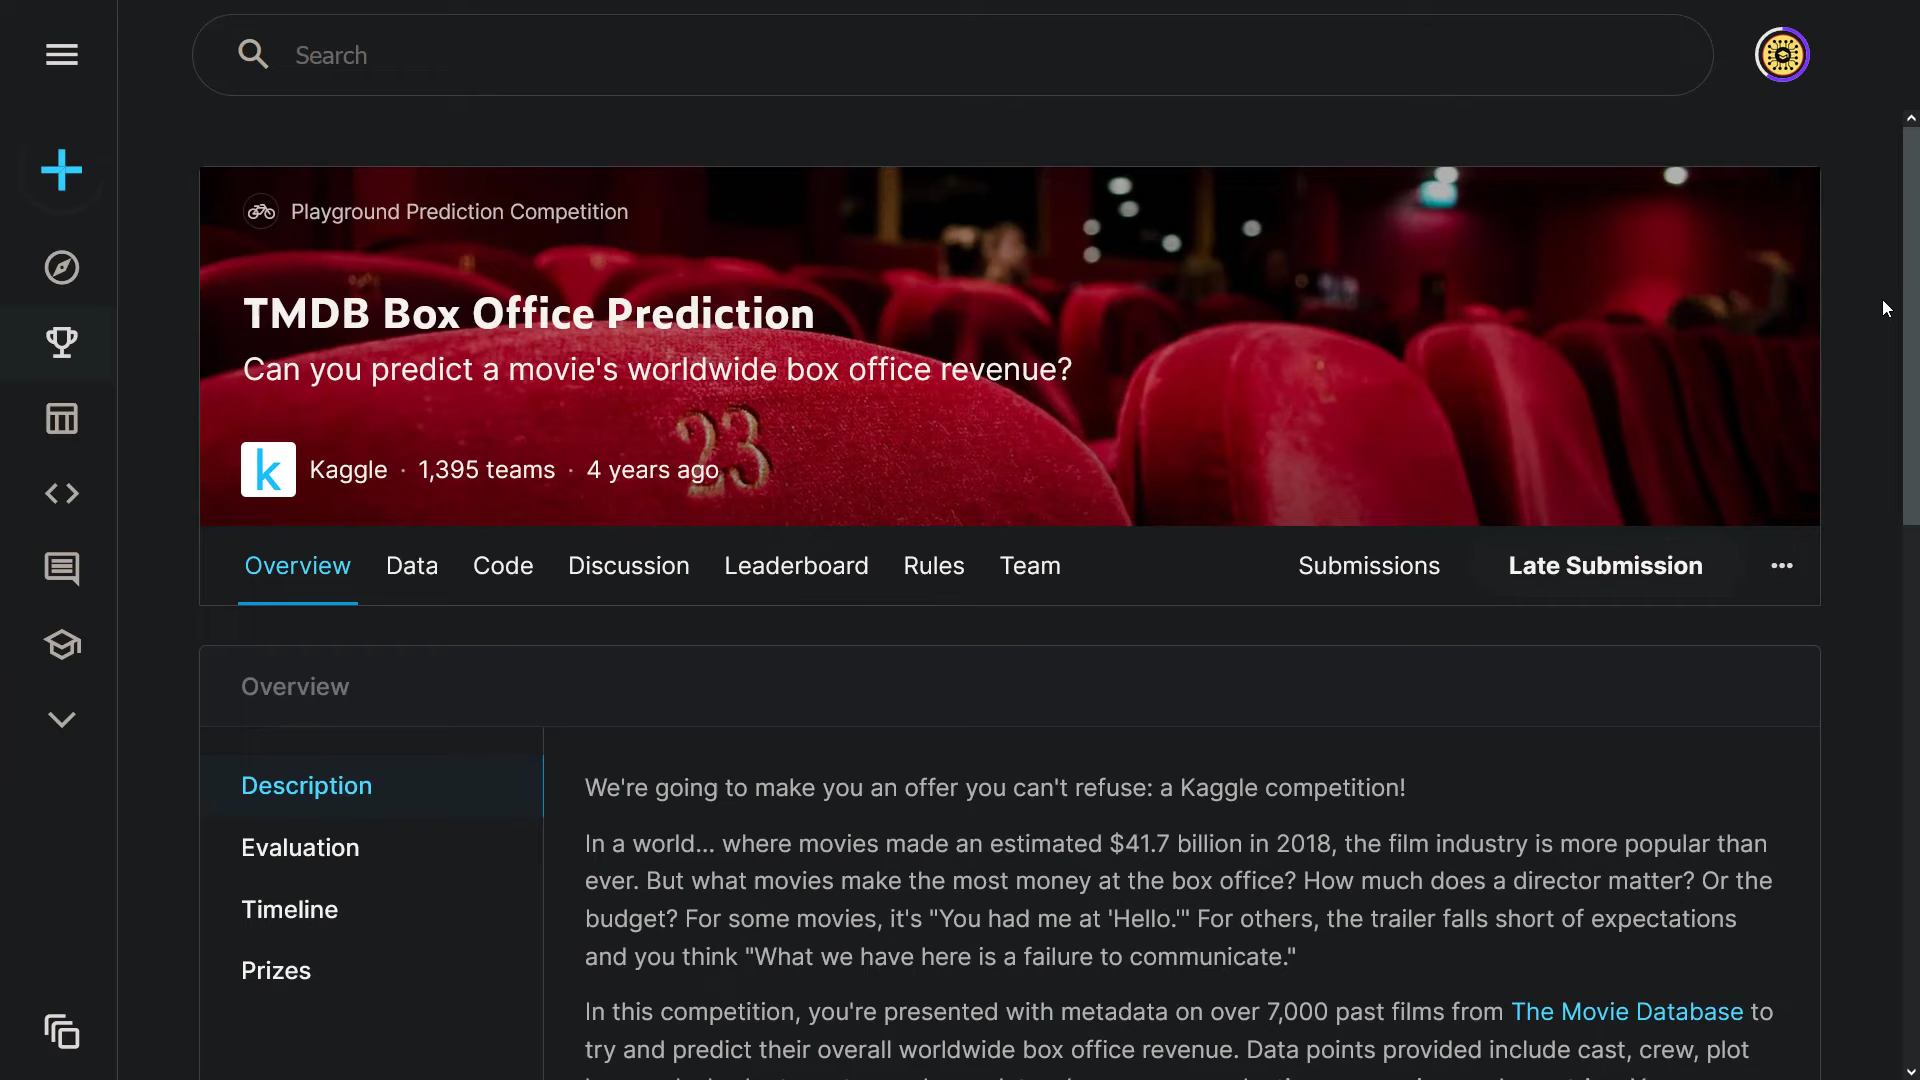 Search
Playground Prediction Competition
TMDB Box Office Prediction
Can you predict a movie's worldwide box office revenue?
23
k Kaggle · 1,395 teams · 4 years ago
Overview Data Code Discussion Leaderboard Rules Team Submissions Late Submission
Overview
Description
Evaluation
Timeline
Prizes
We're going to make you an offer you can't refuse: a Kaggle competition!
In a world... where movies made an estimated $41.7 billion in 2018, the film industry is more popular than
ever. But what movies make the most money at the box office? How much does a director matter? Or the
budget? For some movies, it's "You had me at 'Hello.'" For others, the trailer falls short of expectations
and you think "What we have here is a failure to communicate."
In this competition, you're presented with metadata on over 7,000 past films from The Movie Database to
try and predict their overall worldwide box office revenue. Data points provided include cast, crew, plot